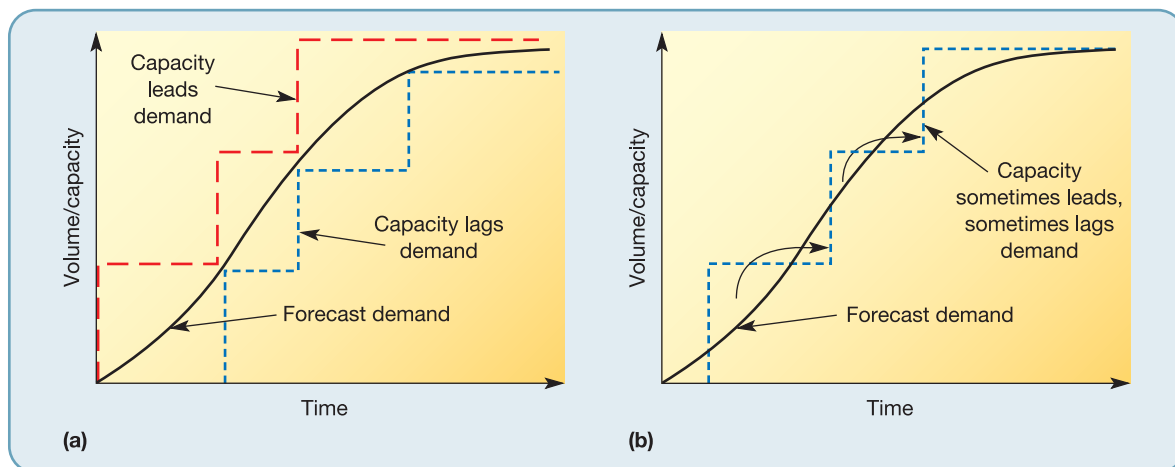 Capacity
leads
demand
Volume/capacity
Capacity lags
demand
Forecast demand
Time
(a)
Volume/capacity
Capacity
sometimes leads,
sometimes lags
demand
Forecast demand
Time
(b)